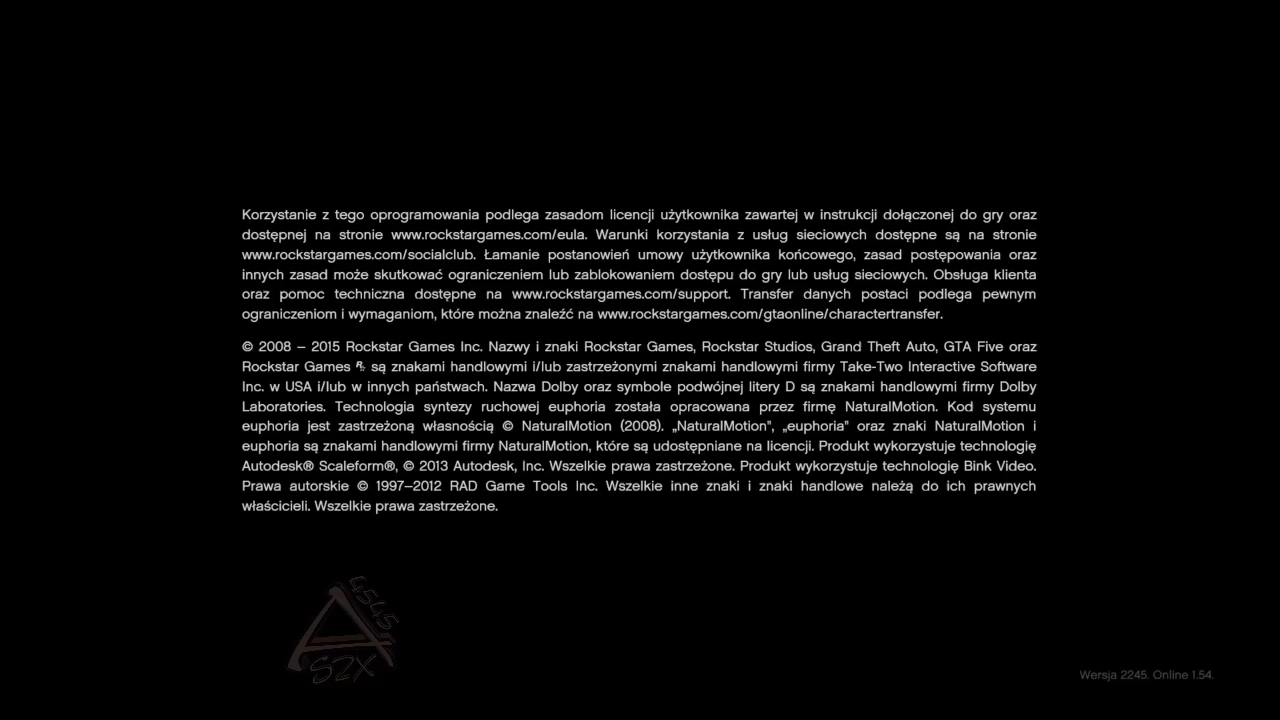 Korzystanie z tego oprogramowania podlega zasadom licencji użytkownika zawartej w instrukcji dołączonej do gry oraz
dostępnej na stronie www.rockstargames.com/eula. Warunki korzystania z usług sieciowych dostępne są na stronie
www.rockstargames.com/socialclub. Łamanie postanowień umowy użytkownika końcowego, zasad postępowania oraz
innych zasad może skutkować ograniczeniem lub zablokowaniem dostępu do gry lub usług sieciowych. Obsługa klienta
oraz pomoc techniczna dostępne na www.rockstargames.com/support. Transfer danych postaci podlega pewnym
ograniczeniom i wymaganiom, które można znaleźć na www.rockstargames.com/gtaonline/charactertransfer.
© 2008 – 2015 Rockstar Games Inc. Nazwy i znaki Rockstar Games, Rockstar Studios, Grand Theft Auto, GTA Five oraz
Rockstar Games są znakami handlowymi i/lub zastrzeżonymi znakami handlowymi firmy Take-Two Interactive Software
Inc. w USA i/lub w innych państwach. Nazwa Dolby oraz symbole podwójnej litery D są znakami handlowymi firmy Dolby
Laboratories. Technologia syntezy ruchowej euphoria została opracowana przez firmę NaturalMotion. Kod systemu
euphoria jest zastrzeżoną własnością © NaturalMotion (2008). „NaturalMotion", „euphoria" oraz znaki NaturalMotion i
euphoria są znakami handlowymi firmy NaturalMotion, które są udostępniane na licencji. Produkt wykorzystuje technologię
Autodesk® Scaleform®, © 2013 Autodesk, Inc. Wszelkie prawa zastrzeżone. Produkt wykorzystuje technologię Bink Video.
Prawa autorskie © 1997–2012 RAD Game Tools Inc. Wszelkie inne znaki i znaki handlowe należą do ich prawnych
właścicieli. Wszelkie prawa zastrzeżone.
4545
S2X
Wersja 2245. Online 1.54.